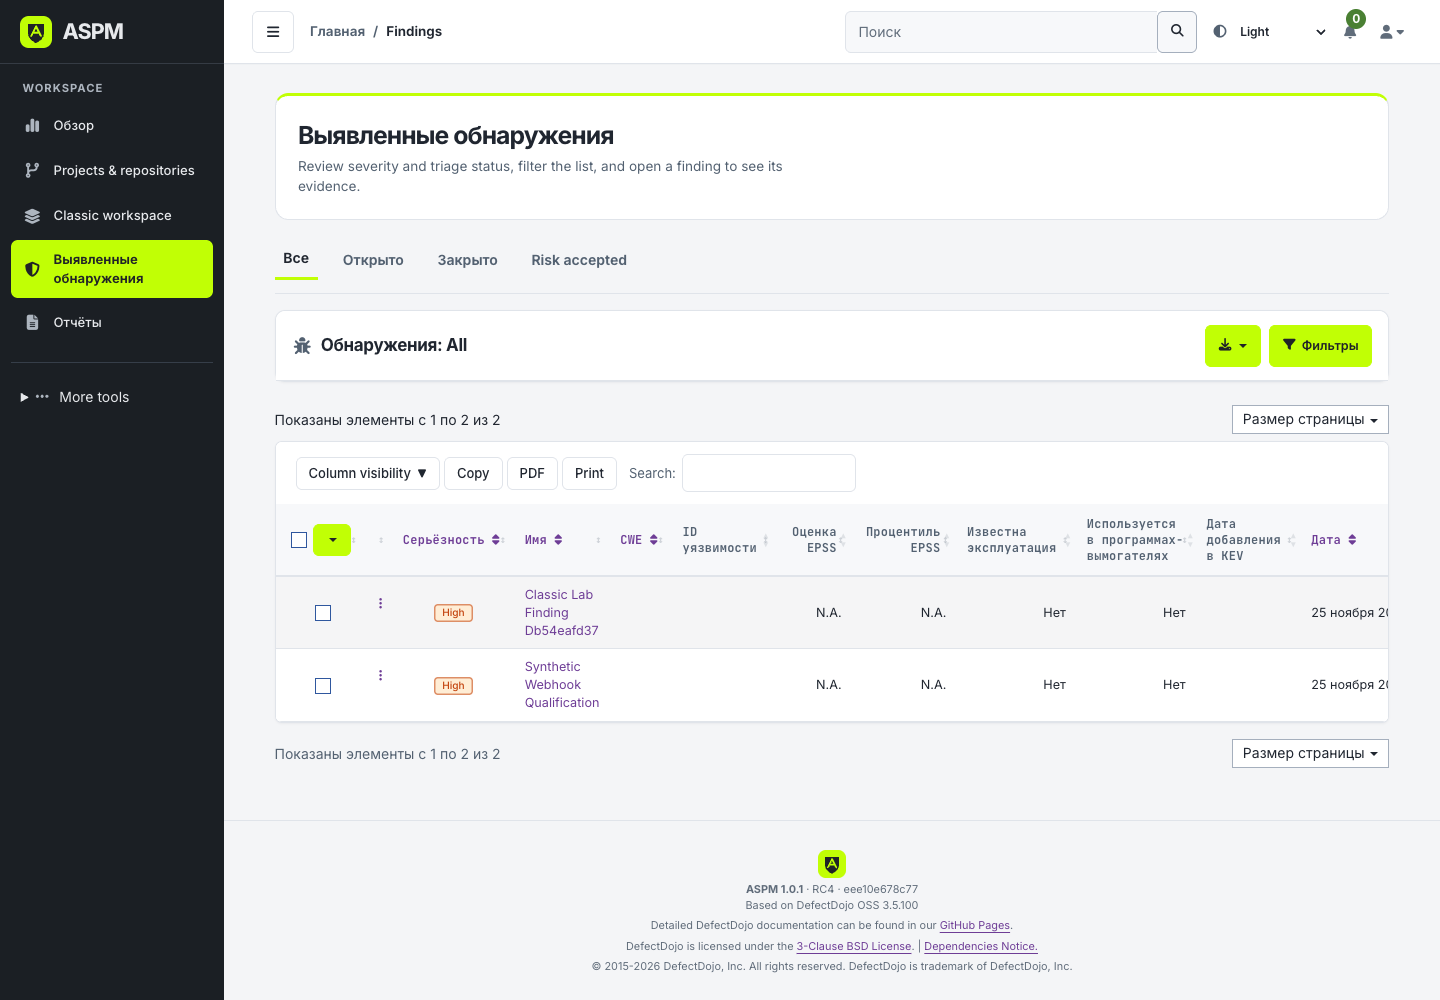 ASPM
Главная / Findings
Поиск
Light
0
WORKSPACE
Обзор
Projects & repositories
Classic workspace
Выявленные
обнаружения
Отчёты
More tools
Выявленные обнаружения
Review severity and triage status, filter the list, and open a finding to see its
evidence.
Все Открыто Закрыто Risk accepted
Обнаружения: All
Фильтры
Показаны элементы с 1 по 2 из 2
Размер страницы
Column visibility ▼ Copy PDF Print Search:
Серьёзность
Имя
CWE
ID
уязвимости
Оценка
EPSS
Процентиль
EPSS
Известна
эксплуатация
Используется
в программах-
вымогателях
Дата
добавления
в KEV
Дата
High
Classic Lab
Finding
Db54eafd37
N.A. N.A. Нет Нет 25 ноября 20
High
Synthetic
Webhook
Qualification
N.A. N.A. Нет Нет 25 ноября 20
Показаны элементы с 1 по 2 из 2
Размер страницы
ASPM 1.0.1 · RC4 · eee10e678c77
Based on DefectDojo OSS 3.5.100
Detailed DefectDojo documentation can be found in our GitHub Pages.
DefectDojo is licensed under the 3-Clause BSD License. | Dependencies Notice.
© 2015-2026 DefectDojo, Inc. All rights reserved. DefectDojo is trademark of DefectDojo, Inc.